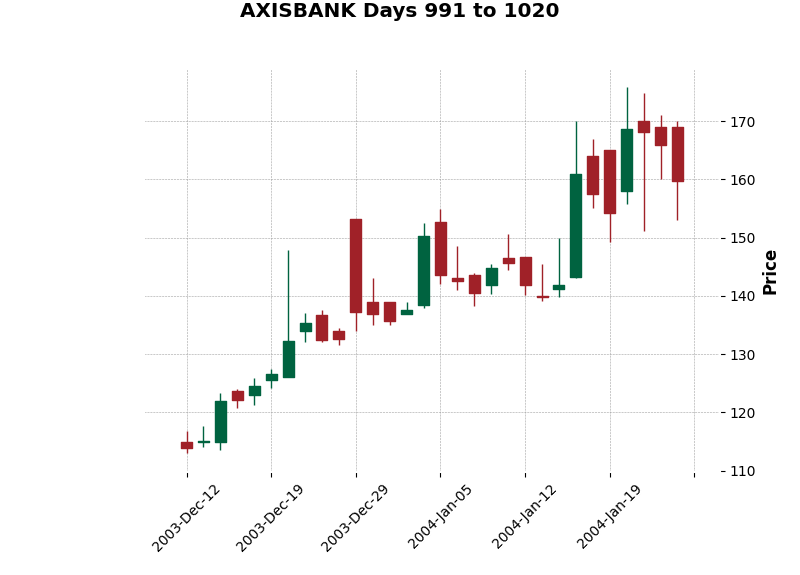 AXISBANK Days 991 to 1020
170
160
150
140
130
120
110
Price
2003-Dec-12
2003-Dec-19
2003-Dec-29
2004-Jan-05
2004-Jan-12
2004-Jan-19